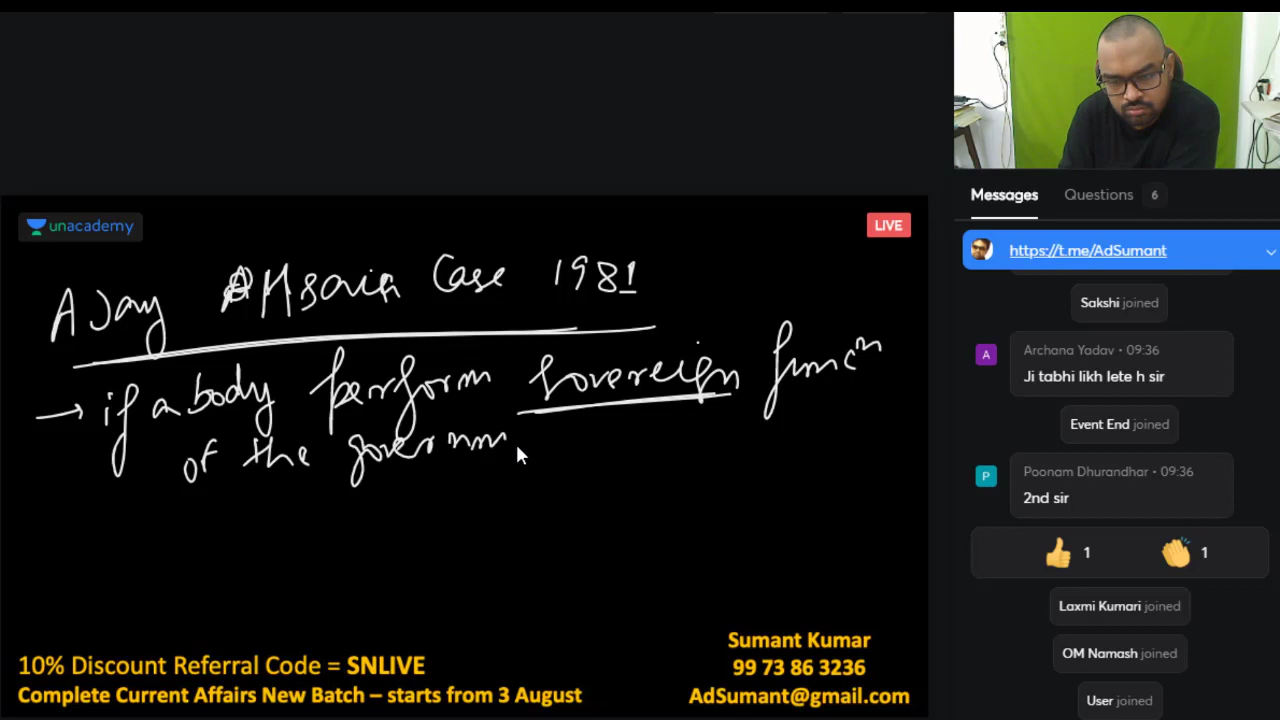 unacademy
LIVE
Ajay Case 1981
→ if a body perform sovereign funcⁿ
of the governm
10% Discount Referral Code = SNLIVE
Complete Current Affairs New Batch – starts from 3 August
Sumant Kumar
99 73 86 3236
AdSumant@gmail.com
Messages
Questions 6
https://t.me/AdSumant
Sakshi joined
A
Archana Yadav • 09:36
Ji tabhi likh lete h sir
Event End joined
P
Poonam Dhurandhar • 09:36
2nd sir
1 1
Laxmi Kumari joined
OM Namash joined
User joined